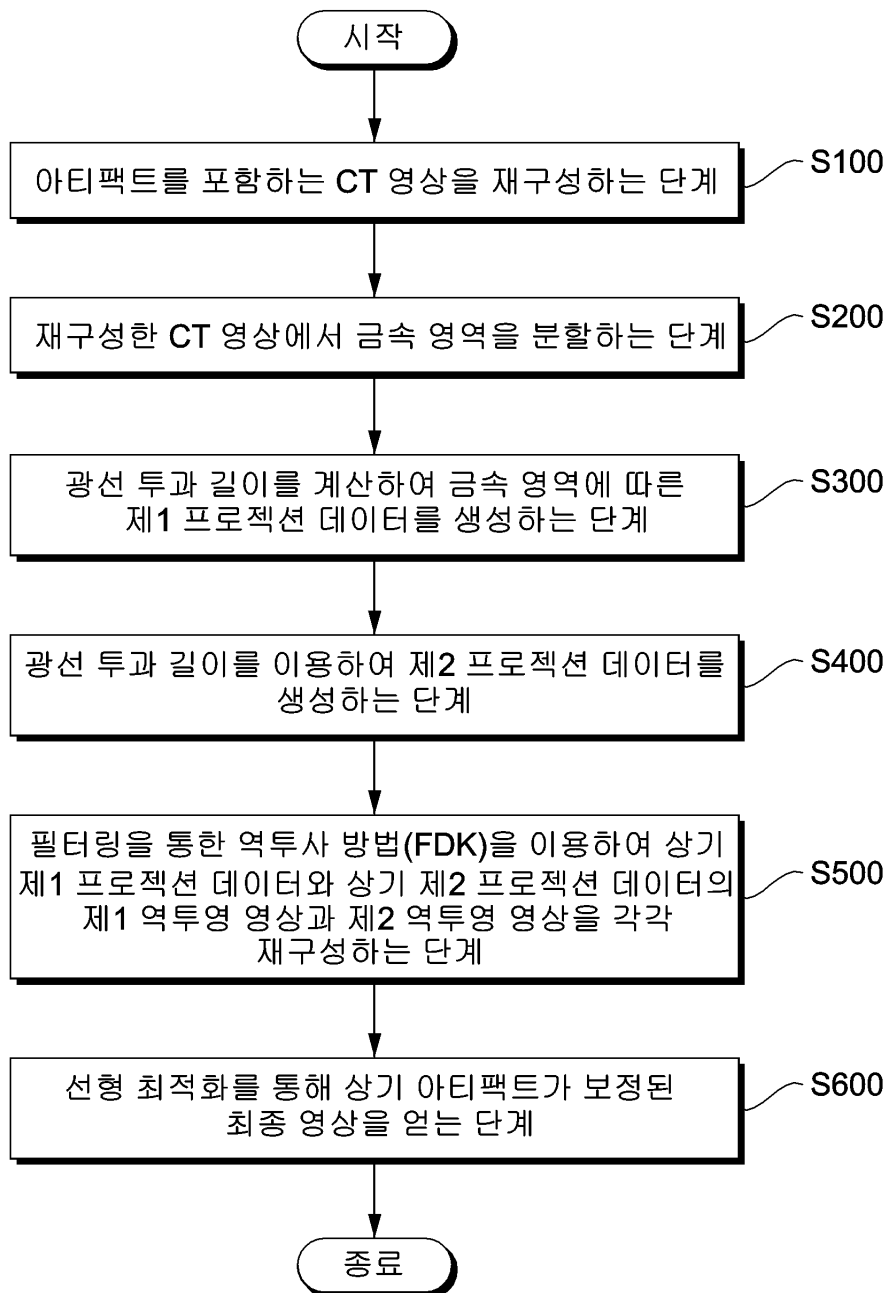 시작
아티팩트를 포함하는 CT 영상을 재구성하는 단계
S100
재구성한 CT 영상에서 금속 영역을 분할하는 단계
S200
광선 투과 길이를 계산하여 금속 영역에 따른
제1 프로젝션 데이터를 생성하는 단계
S300
광선 투과 길이를 이용하여 제2 프로젝션 데이터를
생성하는 단계
S400
필터링을 통한 역투사 방법(FDK)을 이용하여 상기
제1 프로젝션 데이터와 상기 제2 프로젝션 데이터의
제1 역투영 영상과 제2 역투영 영상을 각각
재구성하는 단계
S500
선형 최적화를 통해 상기 아티팩트가 보정된
최종 영상을 얻는 단계
S600
종료